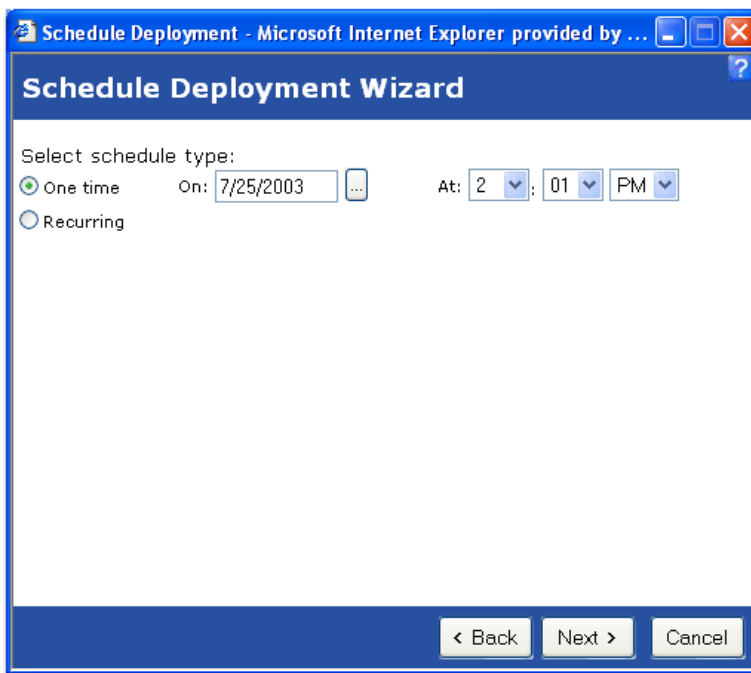 Schedule Deployment - Microsoft Internet Explorer provided by ...
?
Schedule Deployment Wizard
Select schedule type:
One time On: 7/25/2003 ... At: 2 : 01 PM
Recurring
< Back Next > Cancel